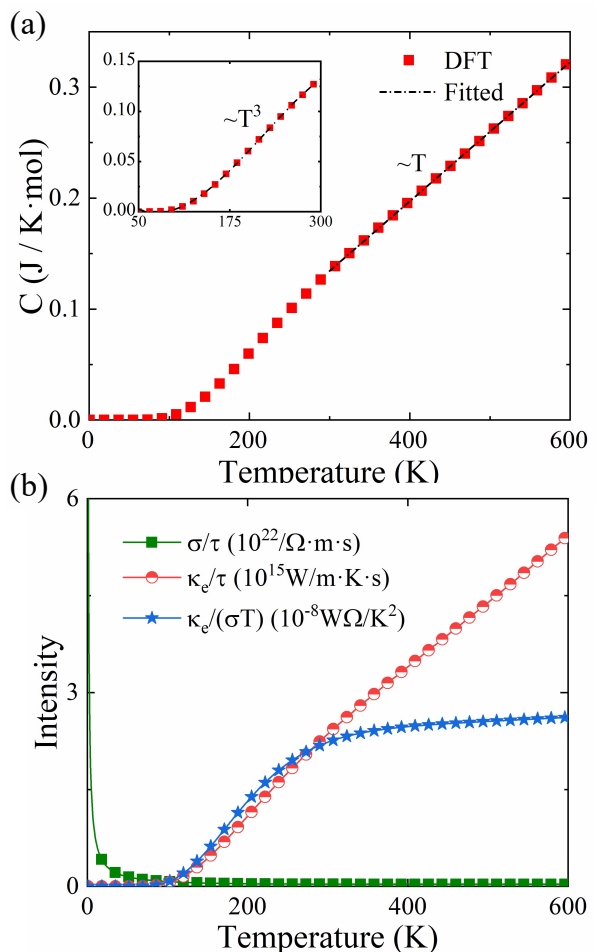 (a)
C (J / K·mol)
0.3
0.2
0.1
0.0
0.15
0.10
0.05
0.00
50
175
300
~T³
DFT
Fitted
~T
0
200
400
600
Temperature (K)
(b)
Intensity
6
3
0
σ/τ (10²²/Ω·m·s)
κₑ/τ (10¹⁵W/m·K·s)
κₑ/(σT) (10⁻⁸WΩ/K²)
0
200
400
600
Temperature (K)